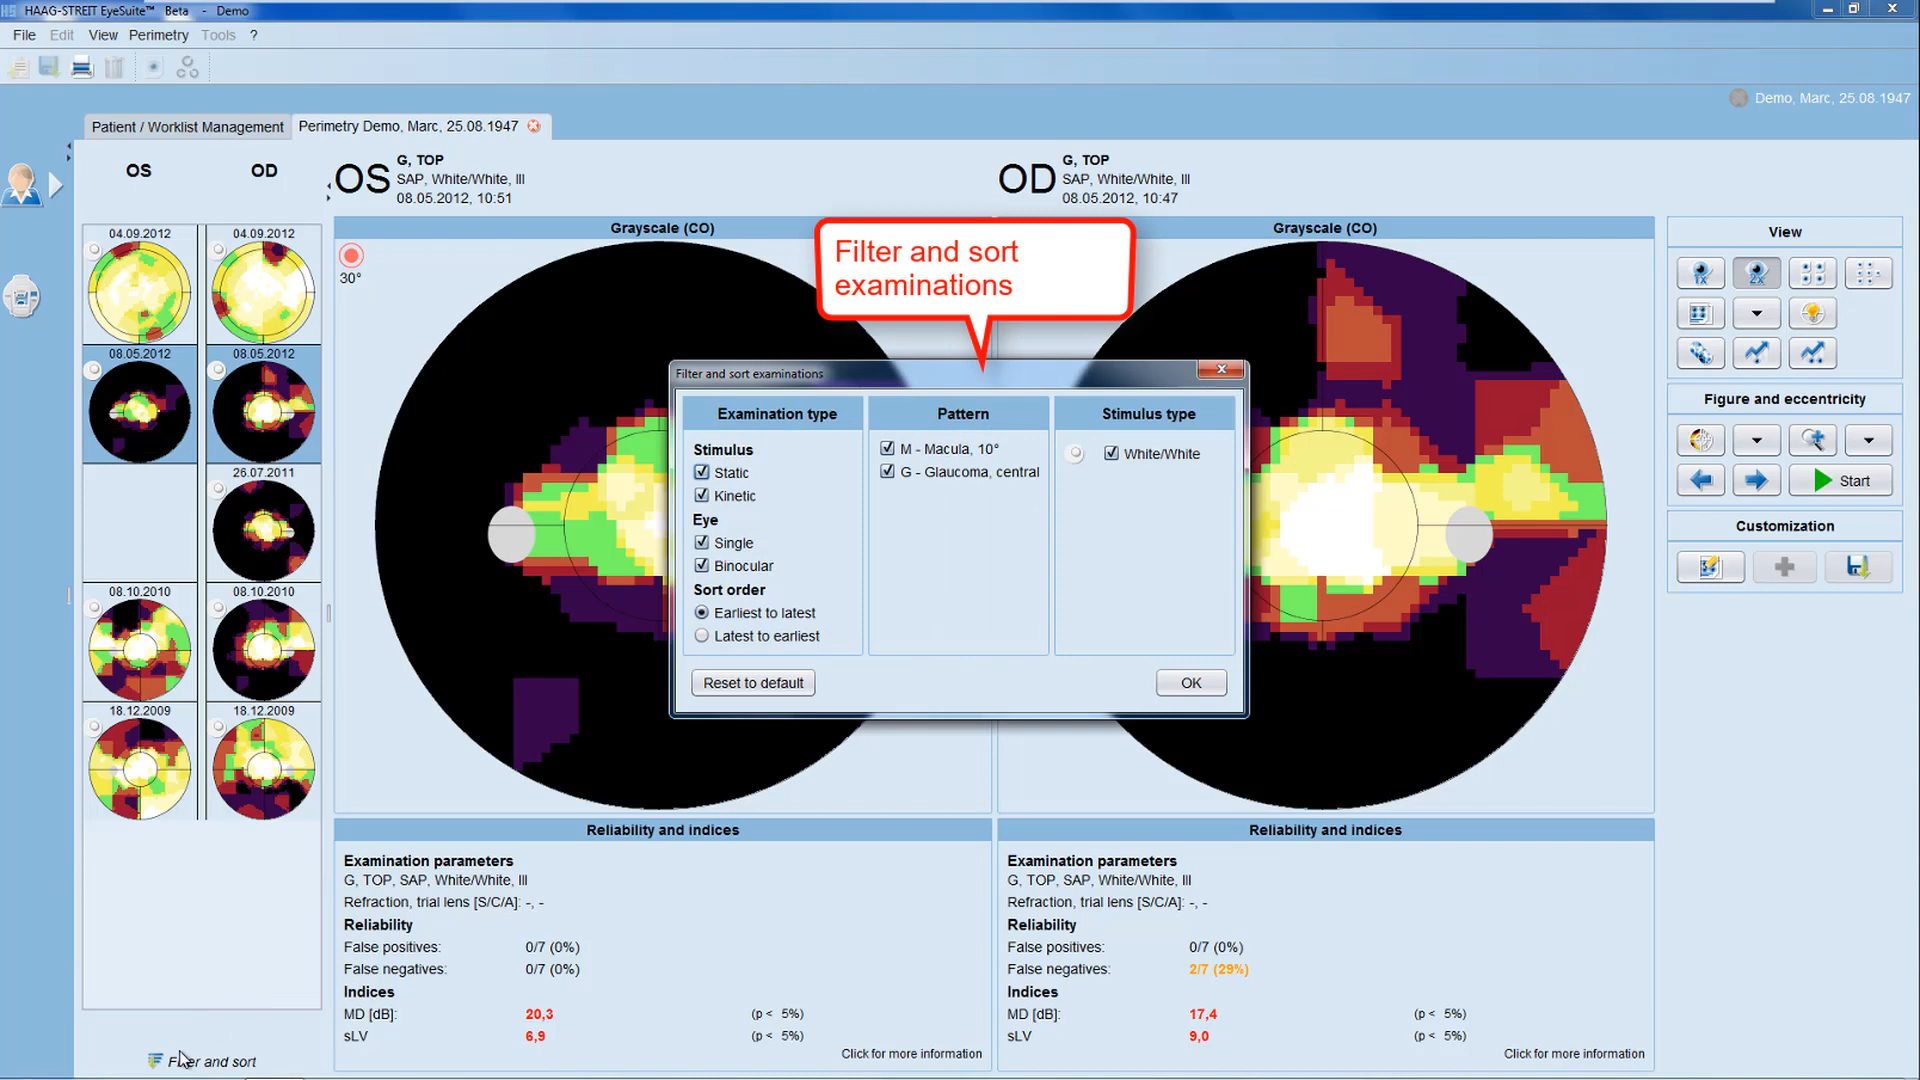 HAAG-STREIT EyeSuite™ Beta - Demo
File Edit View Perimetry Tools ?
Demo, Marc, 25.08.1947
Patient / Worklist Management
Perimetry Demo, Marc, 25.08.1947
OS
OD
04.09.2012
04.09.2012
08.05.2012
08.05.2012
26.07.2011
08.10.2010
08.10.2010
18.12.2009
18.12.2009
Filter and sort
OS
G, TOP
SAP, White/White, III
08.05.2012, 10:51
OD
G, TOP
SAP, White/White, III
08.05.2012, 10:47
Grayscale (CO)
30°
Grayscale (CO)
Filter and sort
examinations
Filter and sort examinations
Examination type
Stimulus
Static
Kinetic
Eye
Single
Binocular
Sort order
Earliest to latest
Latest to earliest
Pattern
M - Macula, 10°
G - Glaucoma, central
Stimulus type
White/White
Reset to default
OK
Reliability and indices
Examination parameters
G, TOP, SAP, White/White, III
Refraction, trial lens [S/C/A]: -, -
Reliability
False positives: 0/7 (0%)
False negatives: 0/7 (0%)
Indices
MD [dB]: 20,3 (p < 5%)
sLV 6,9 (p < 5%)
Click for more information
Reliability and indices
Examination parameters
G, TOP, SAP, White/White, III
Refraction, trial lens [S/C/A]: -, -
Reliability
False positives: 0/7 (0%)
False negatives: 2/7 (29%)
Indices
MD [dB]: 17,4 (p < 5%)
sLV 9,0 (p < 5%)
Click for more information
View
1x
2x
Figure and eccentricity
Start
Customization